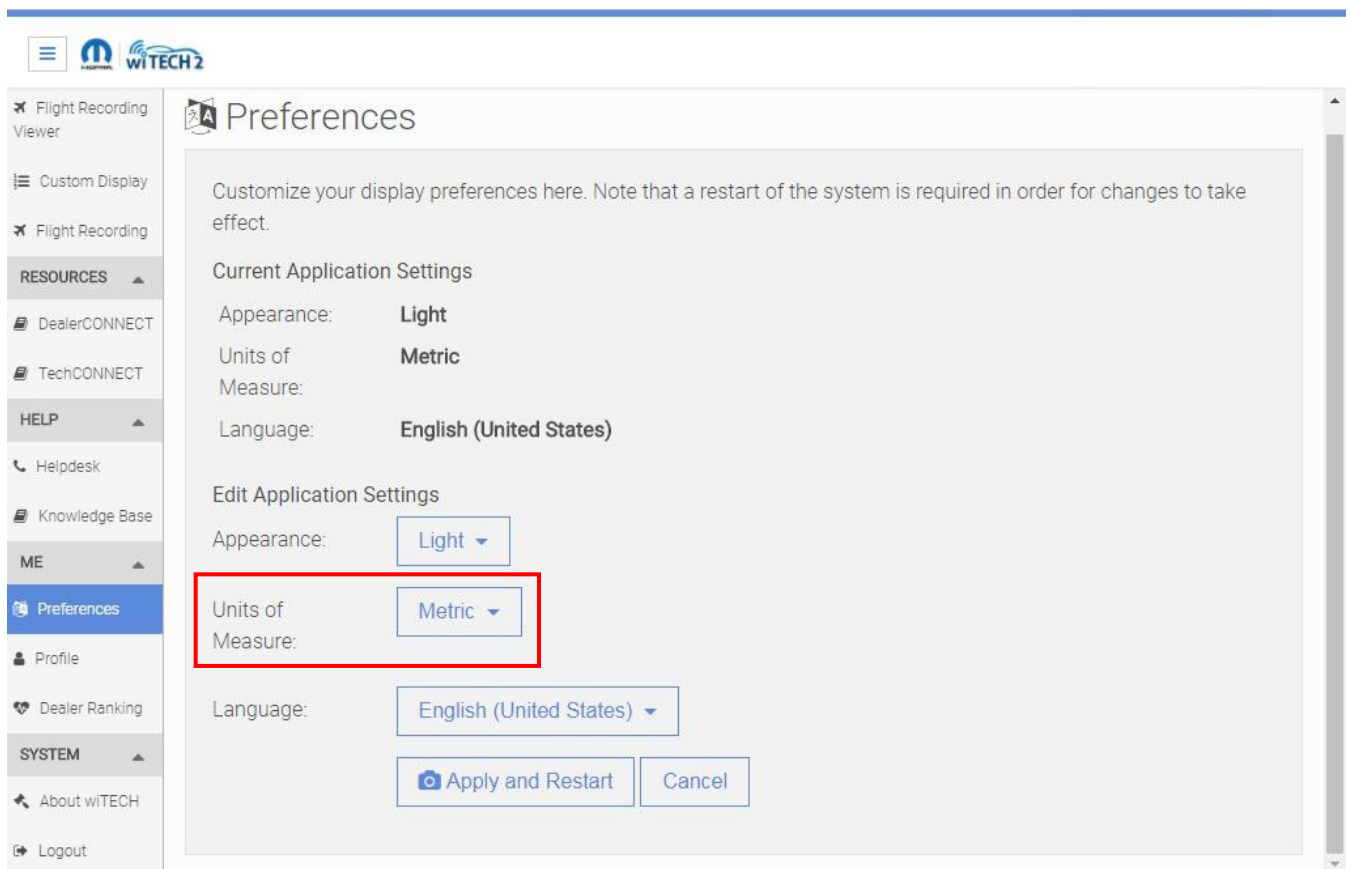 MOPAR
wiTECH 2
Flight Recording
Viewer
Custom Display
Flight Recording
RESOURCES
DealerCONNECT
TechCONNECT
HELP
Helpdesk
Knowledge Base
ME
Preferences
Profile
Dealer Ranking
SYSTEM
About wiTECH
Logout
Preferences
Customize your display preferences here. Note that a restart of the system is required in order for changes to take
effect.
Current Application Settings
Appearance: Light
Units of Metric
Measure:
Language: English (United States)
Edit Application Settings
Appearance: Light
Units of Metric
Measure:
Language: English (United States)
Apply and Restart Cancel